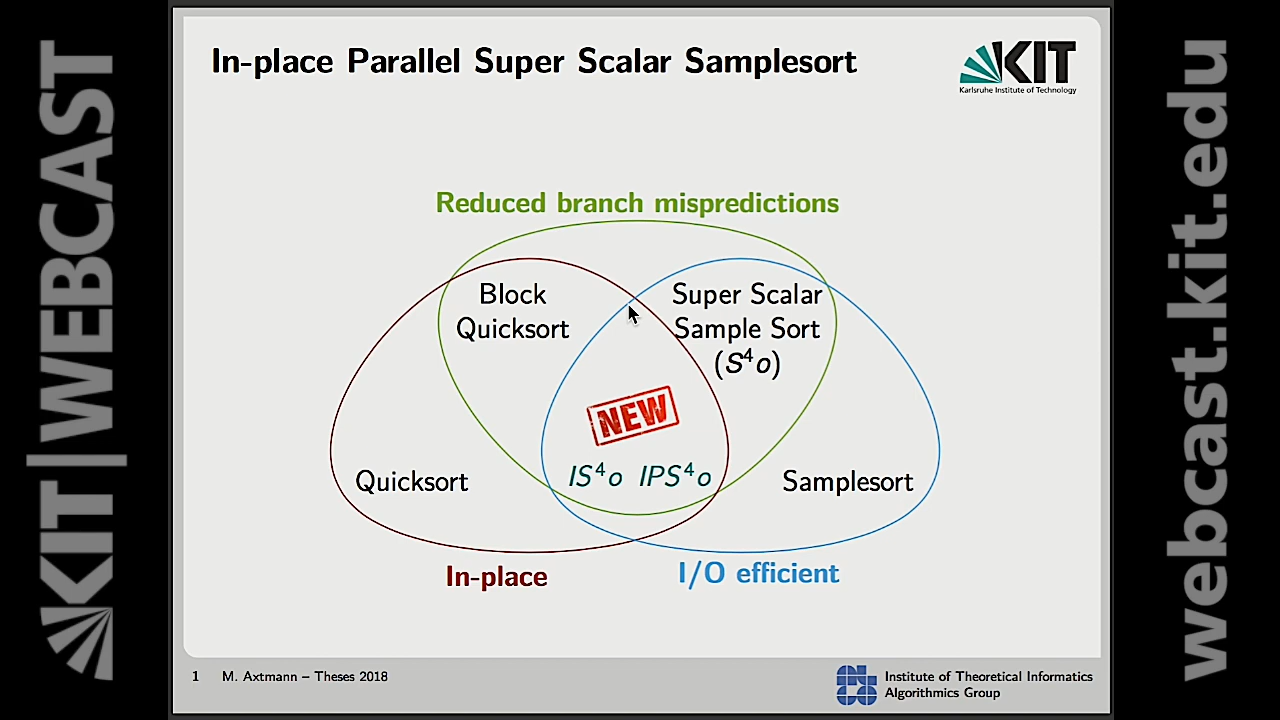 KIT|WEBCAST
In-place Parallel Super Scalar Samplesort
KIT
Karlsruhe Institute of Technology
Reduced branch mispredictions
Block
Quicksort
Super Scalar
Sample Sort
(S⁴o)
NEW
IS⁴o IPS⁴o
Quicksort
Samplesort
In-place
I/O efficient
1 M. Axtmann – Theses 2018
Institute of Theoretical Informatics
Algorithmics Group
webcast.kit.edu